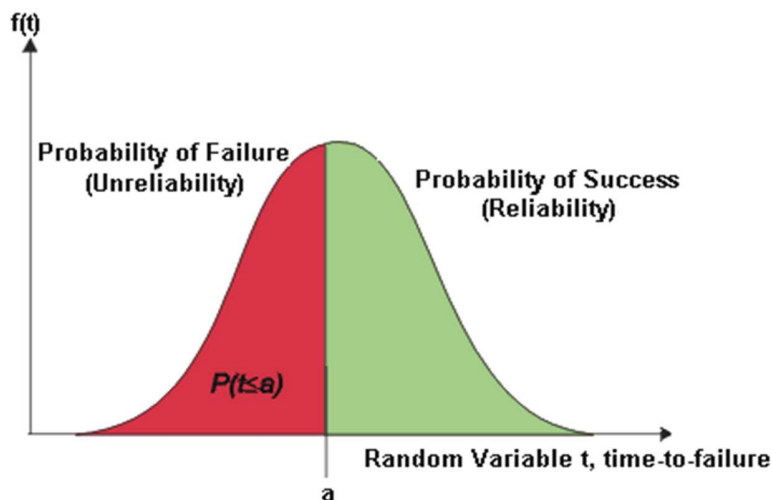 f(t)
Probability of Failure
(Unreliability)
Probability of Success
(Reliability)
P(t≤a)
Random Variable t, time-to-failure
a